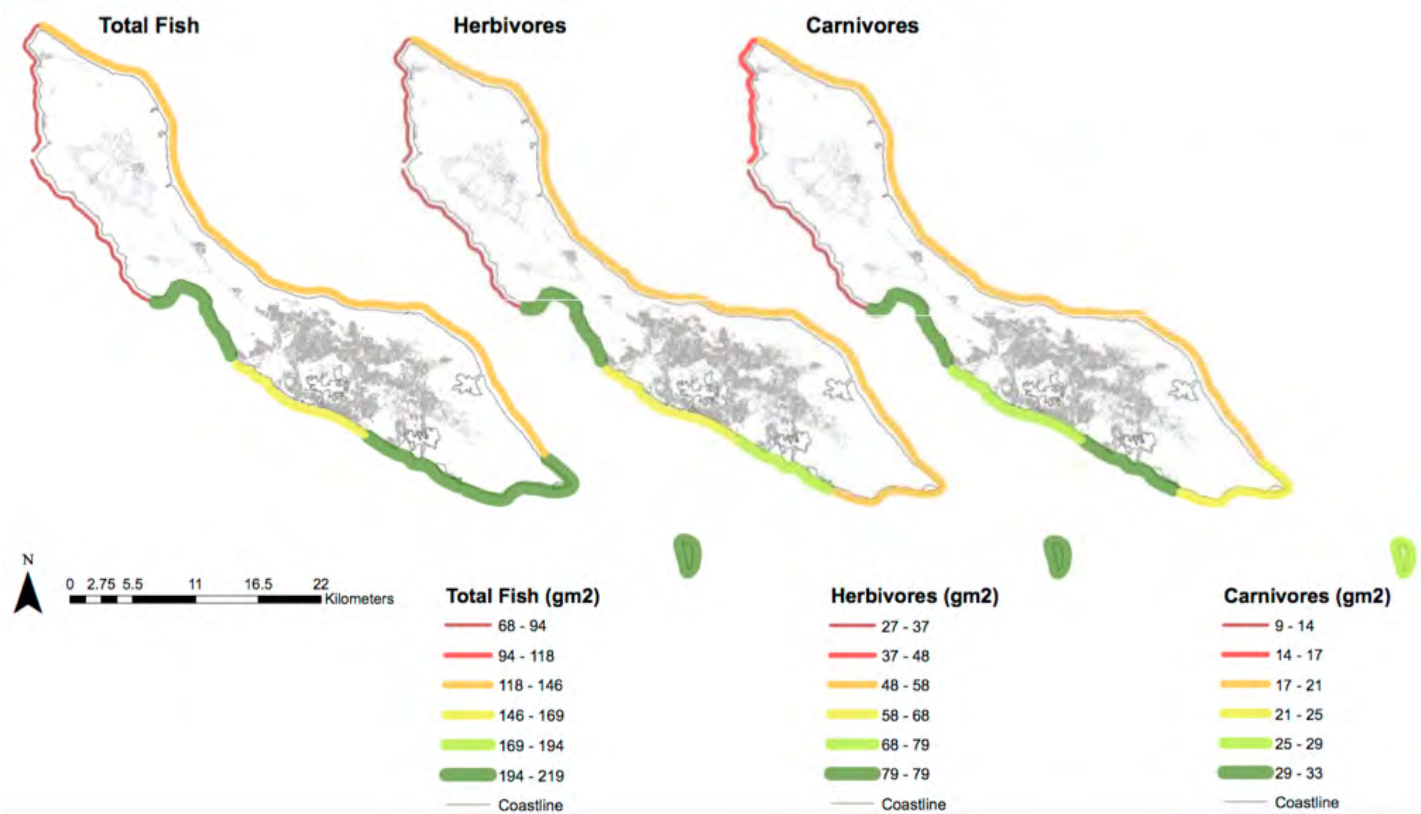 Total Fish
Herbivores
Carnivores
N
0 2.75 5.5 11 16.5 22
Kilometers
Total Fish (gm2)
68 - 94
94 - 118
118 - 146
146 - 169
169 - 194
194 - 219
Coastline
Herbivores (gm2)
27 - 37
37 - 48
48 - 58
58 - 68
68 - 79
79 - 79
Coastline
Carnivores (gm2)
9 - 14
14 - 17
17 - 21
21 - 25
25 - 29
29 - 33
Coastline